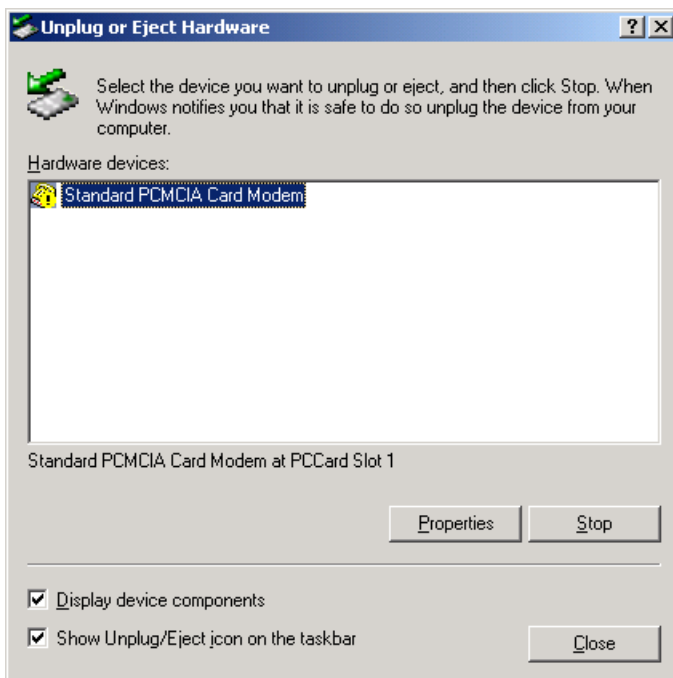 Unplug or Eject Hardware
Select the device you want to unplug or eject, and then click Stop. When
Windows notifies you that it is safe to do so unplug the device from your
computer.
Hardware devices:
Standard PCMCIA Card Modem
Standard PCMCIA Card Modem at PCCard Slot 1
Properties
Stop
Display device components
Show Unplug/Eject icon on the taskbar
Close